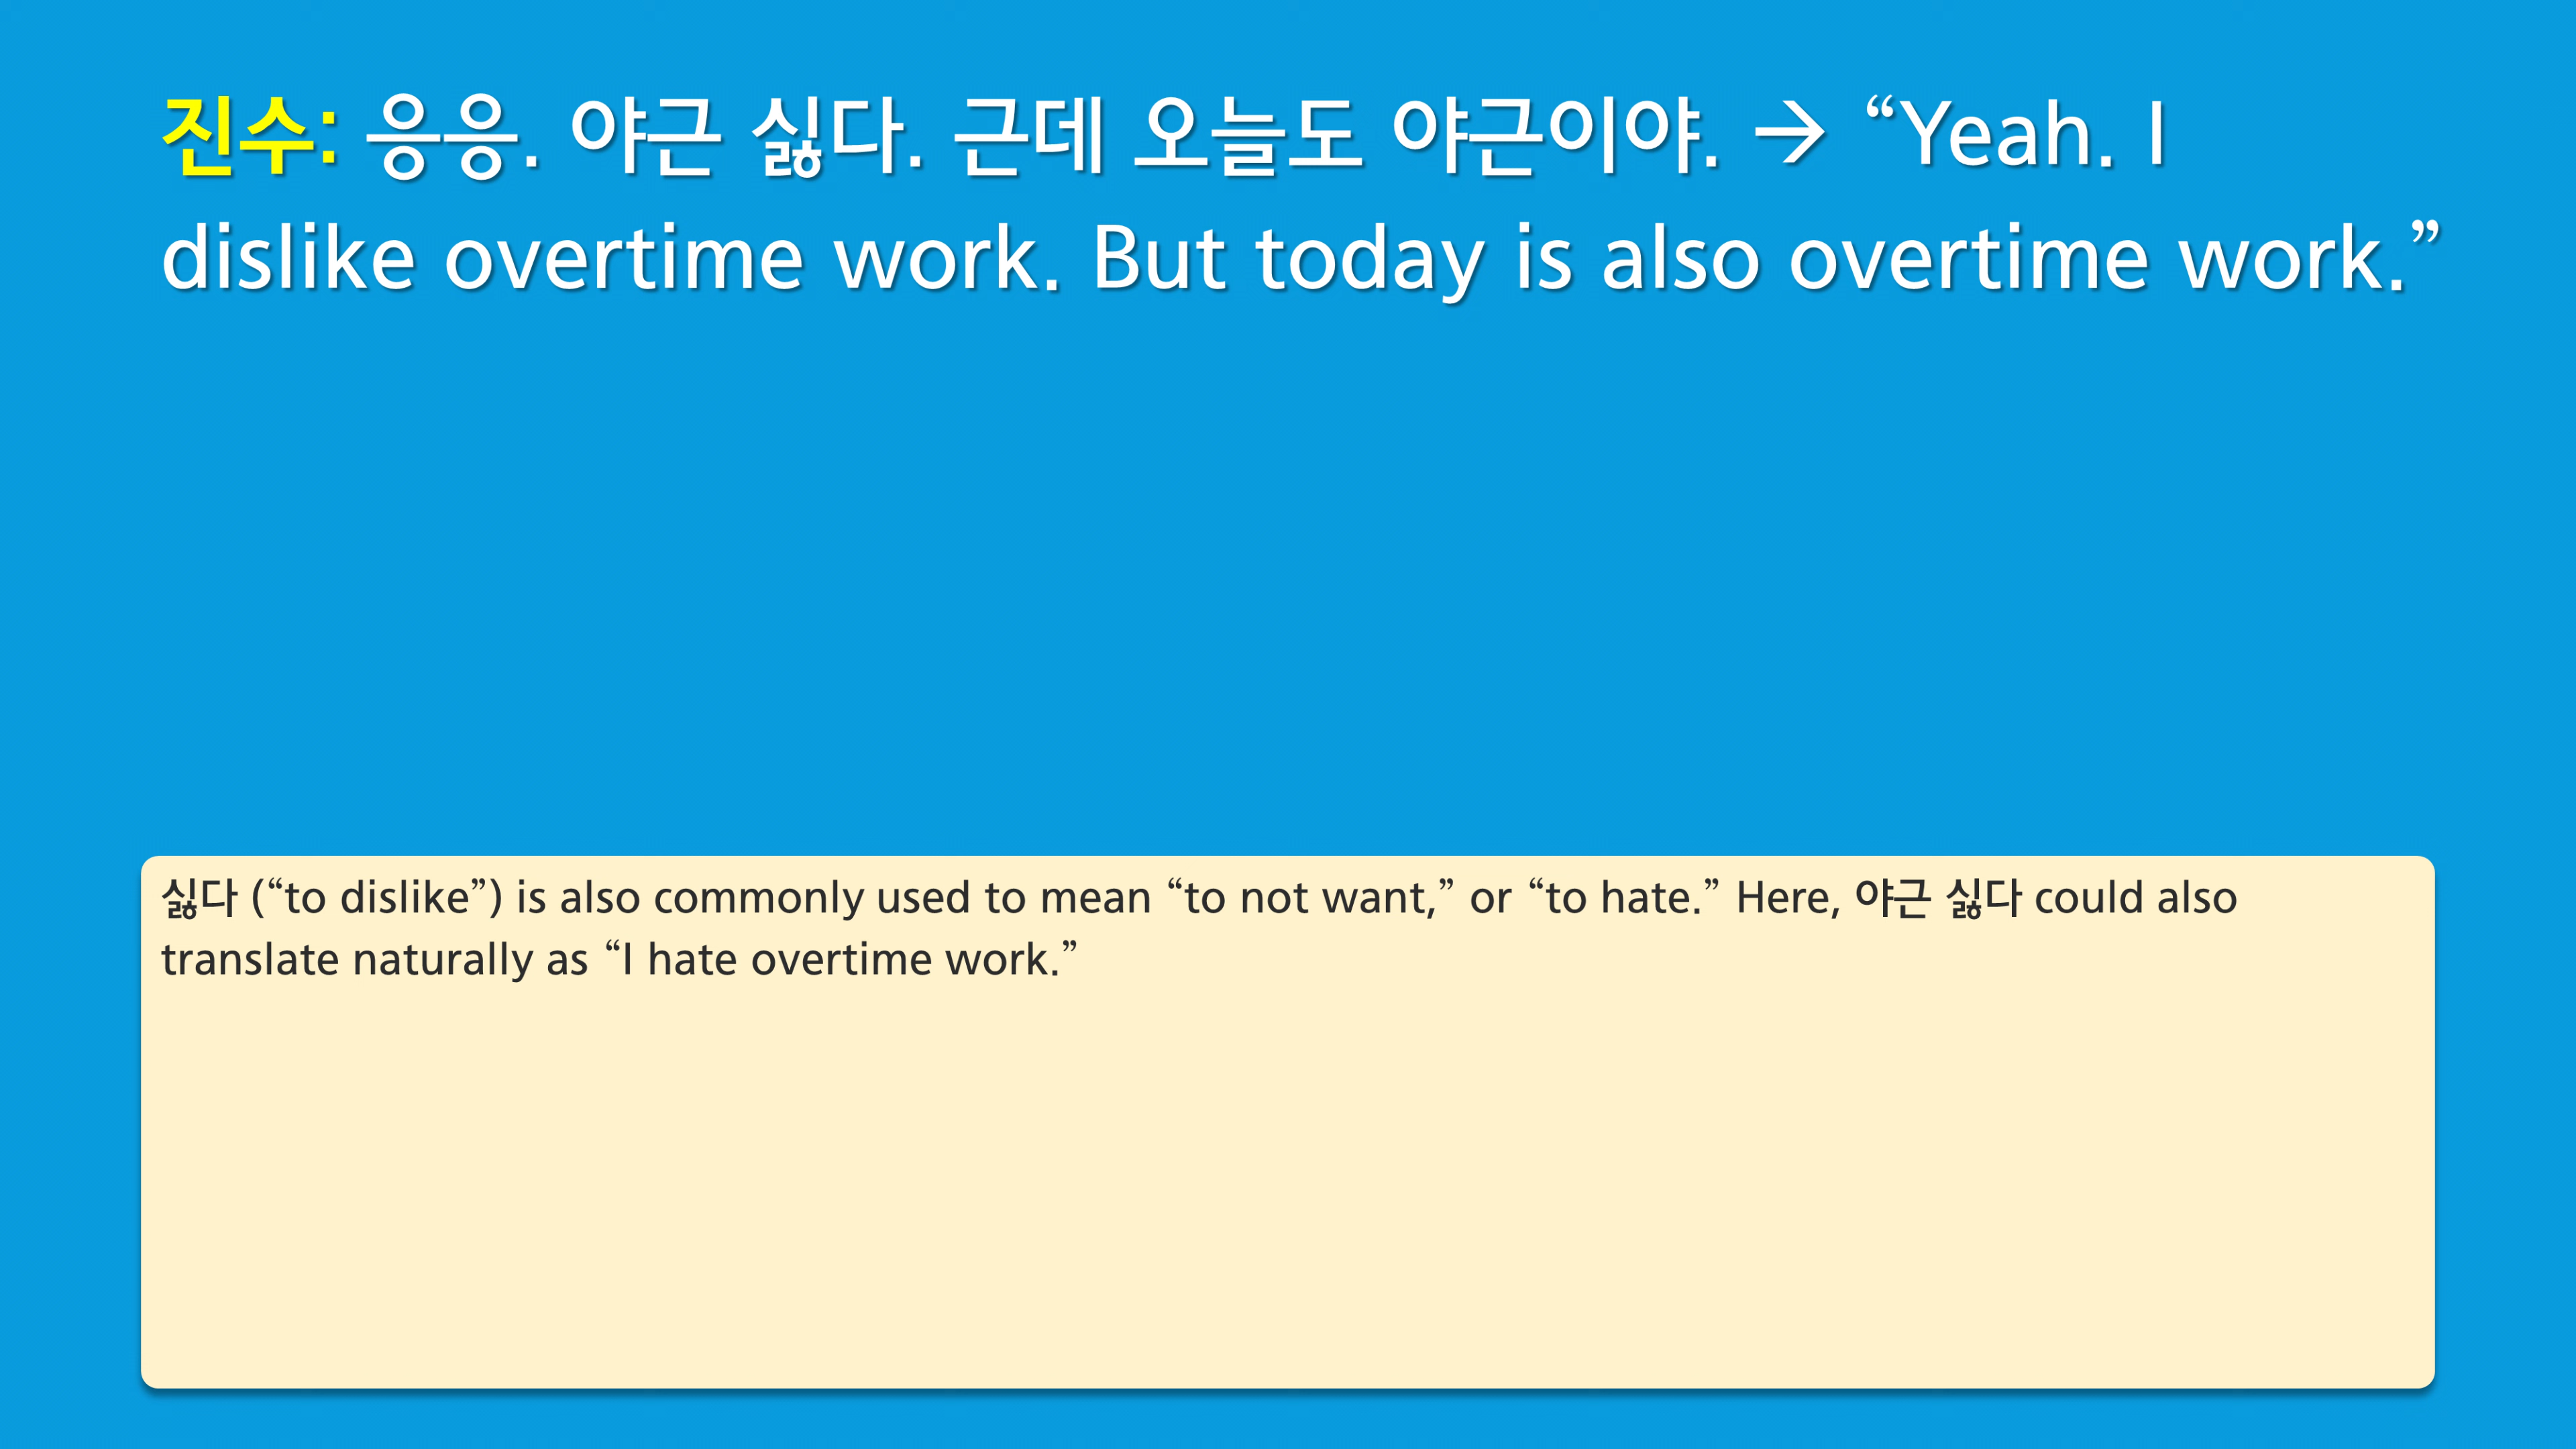 진수: 응응. 야근 싫다. 근데 오늘도 야근이야. → “Yeah. I
dislike overtime work. But today is also overtime work.”
싫다 (“to dislike”) is also commonly used to mean “to not want,” or “to hate.” Here, 야근 싫다 could also
translate naturally as “I hate overtime work.”